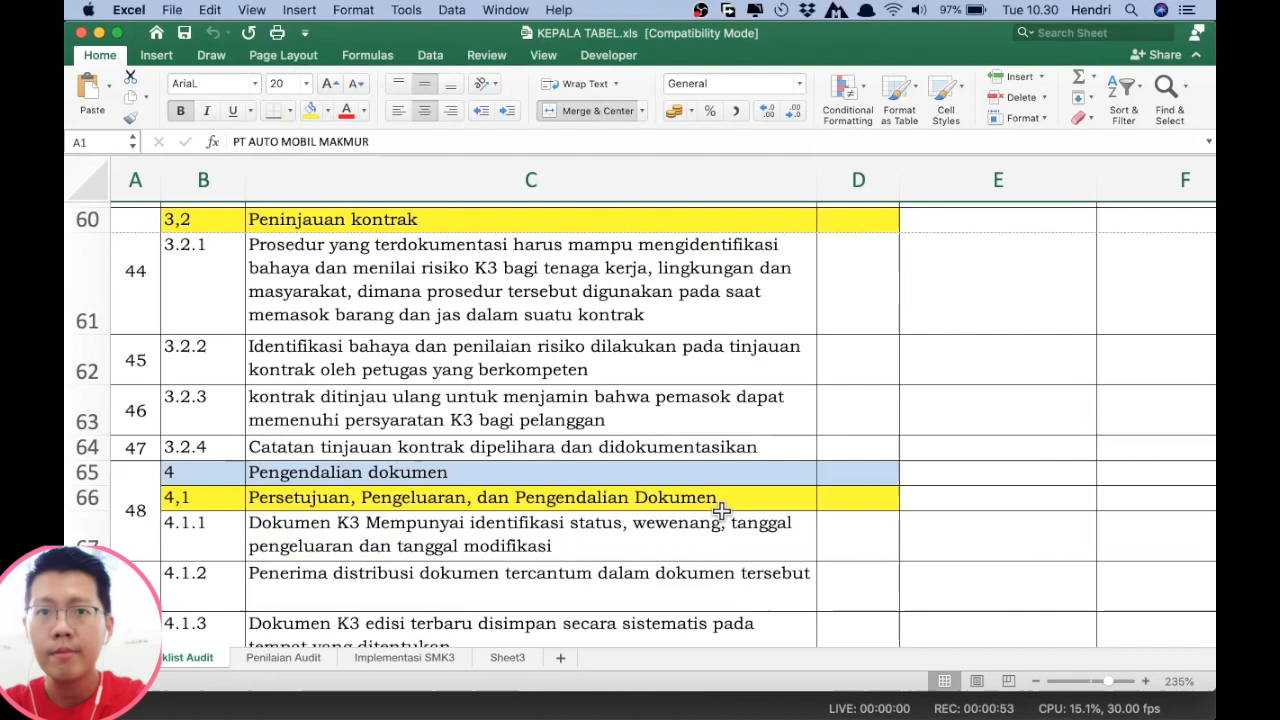 Excel File Edit View Insert Format Tools Data Window Help 97% Tue 10.30 Hendri
KEPALA TABEL.xls [Compatibility Mode] Search Sheet
Home Insert Draw Page Layout Formulas Data Review View Developer Share
Paste AriaL 20 A A Wrap Text General Conditional Formatting Format as Table Cell Styles Insert Sort & Filter Find & Select
B I U A Merge & Center % Delete
Format
A1 fx PT AUTO MOBIL MAKMUR
A B C D E F
60 3,2 Peninjauan kontrak
61 44 3.2.1 Prosedur yang terdokumentasi harus mampu mengidentifikasi
bahaya dan menilai risiko K3 bagi tenaga kerja, lingkungan dan
masyarakat, dimana prosedur tersebut digunakan pada saat
memasok barang dan jas dalam suatu kontrak
62 45 3.2.2 Identifikasi bahaya dan penilaian risiko dilakukan pada tinjauan
kontrak oleh petugas yang berkompeten
63 46 3.2.3 kontrak ditinjau ulang untuk menjamin bahwa pemasok dapat
memenuhi persyaratan K3 bagi pelanggan
64 47 3.2.4 Catatan tinjauan kontrak dipelihara dan didokumentasikan
65 4 Pengendalian dokumen
66 48 4,1 Persetujuan, Pengeluaran, dan Pengendalian Dokumen
67 4.1.1 Dokumen K3 Mempunyai identifikasi status, wewenang, tanggal
pengeluaran dan tanggal modifikasi
4.1.2 Penerima distribusi dokumen tercantum dalam dokumen tersebut
4.1.3 Dokumen K3 edisi terbaru disimpan secara sistematis pada
tempat yang ditentukan
klist Audit Penilaian Audit Implementasi SMK3 Sheet3
235%
LIVE: 00:00:00 REC: 00:00:53 CPU: 15.1%, 30.00 fps